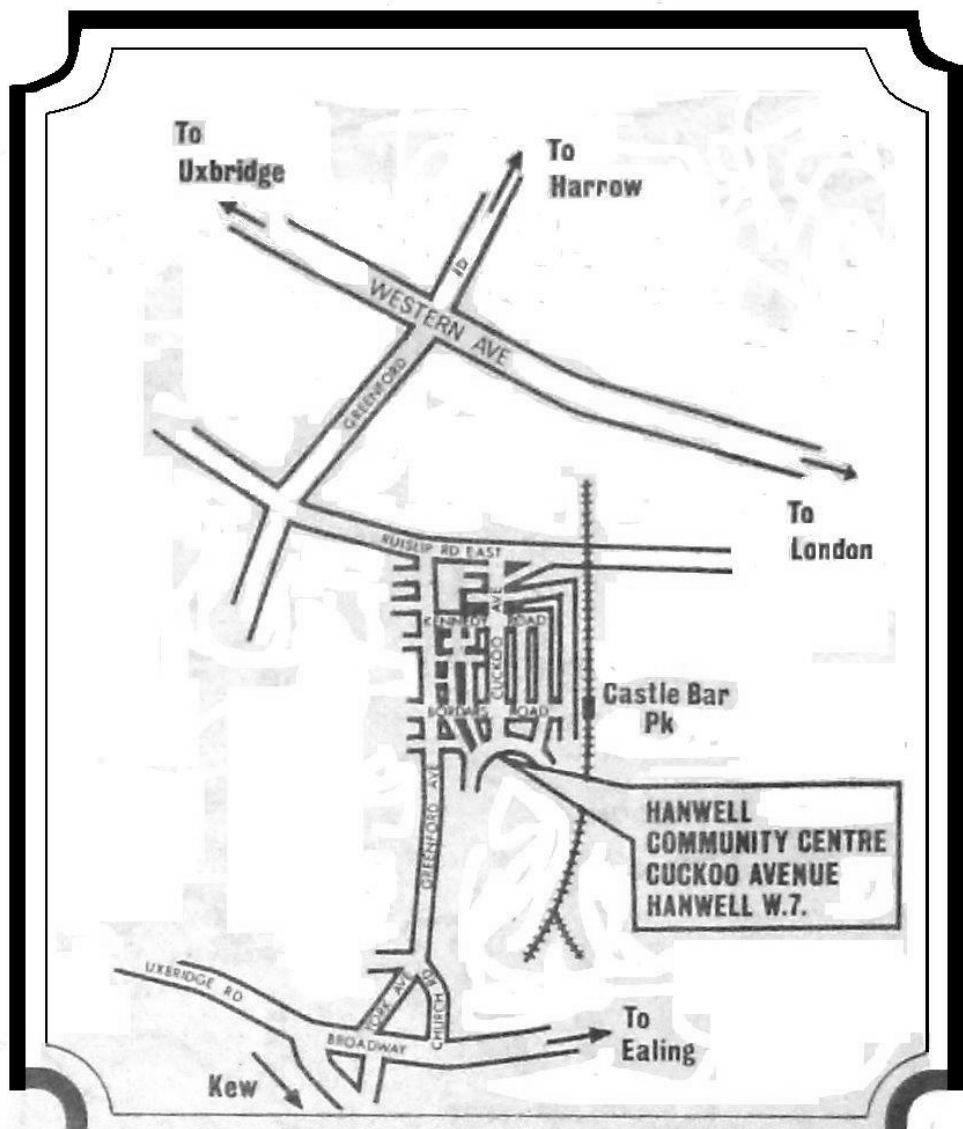 To
Uxbridge
To
Harrow
RD
WESTERN AVE
GREENFORD
To
London
RUISLIP RD EAST
CUCKOO AVE
KENNEDY ROAD
BORDARS ROAD
Castle Bar
Pk
HANWELL
COMMUNITY CENTRE
CUCKOO AVENUE
HANWELL W.7.
GREENFORD AVE
UXBRIDGE RD
YORK AVE
CHURCH RD
BROADWAY
To
Ealing
Kew